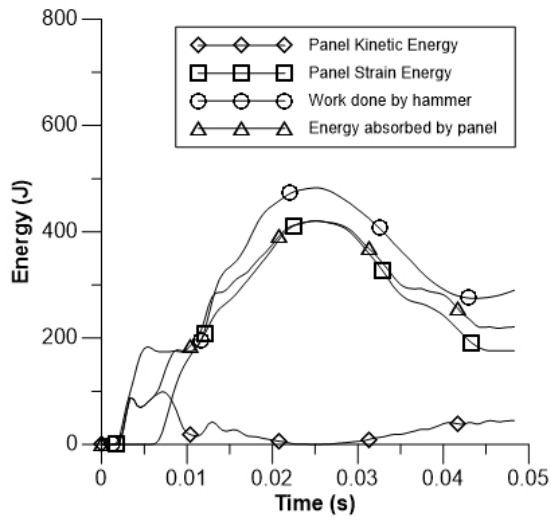 800
600
400
200
0
Energy (J)
Panel Kinetic Energy
Panel Strain Energy
Work done by hammer
Energy absorbed by panel
0 0.01 0.02 0.03 0.04 0.05
Time (s)